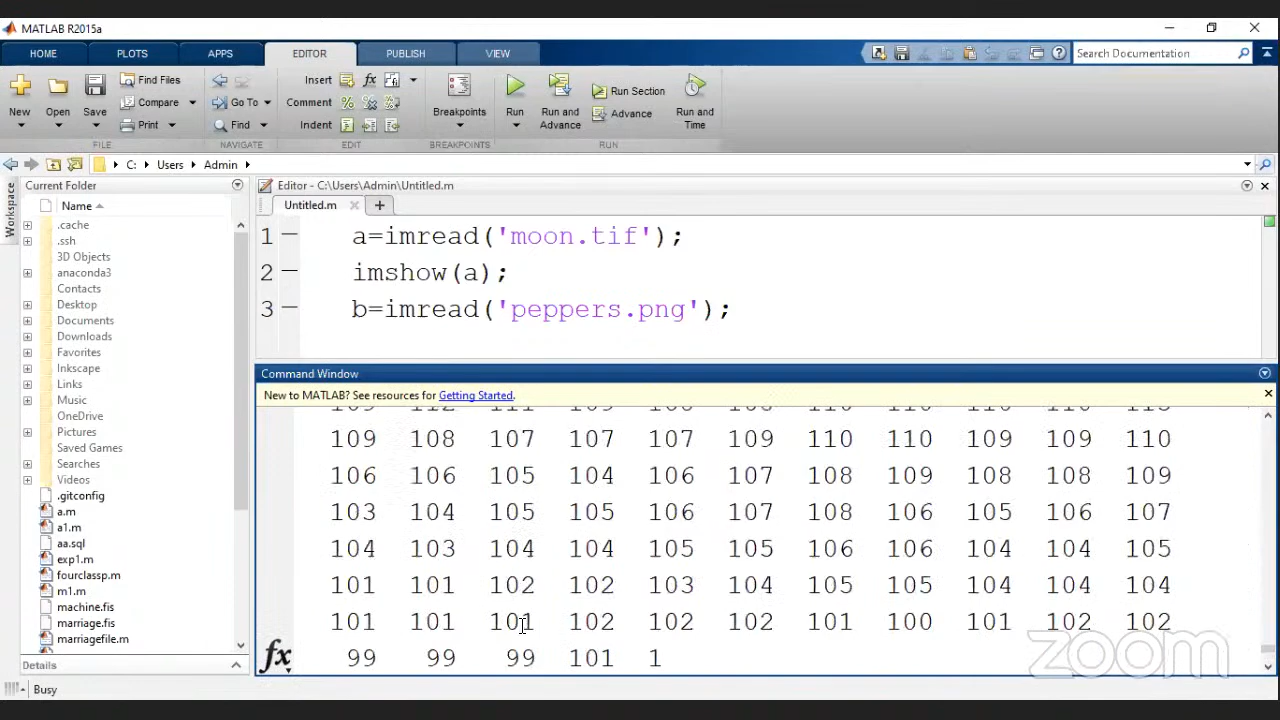 MATLAB R2015a
HOME PLOTS APPS EDITOR PUBLISH VIEW Search Documentation
Find Files Insert fx Run Section
Compare Go To Comment % Advance
Print Find Indent
New Open Save Breakpoints Run Run and Advance Run and Time
FILE NAVIGATE EDIT BREAKPOINTS RUN
C: Users Admin
Current Folder
Workspace
Name
.cache
.ssh
3D Objects
anaconda3
Contacts
Desktop
Documents
Downloads
Favorites
Inkscape
Links
Music
OneDrive
Pictures
Saved Games
Searches
Videos
.gitconfig
a.m
a1.m
aa.sql
exp1.m
fourclassp.m
m1.m
machine.fis
marriage.fis
marriagefile.m
Details
Busy
Editor - C:\Users\Admin\Untitled.m
Untitled.m +
1 a=imread('moon.tif');
2 imshow(a);
3 b=imread('peppers.png');
Command Window
New to MATLAB? See resources for Getting Started.
109 108 107 107 107 109 110 110 109 109 110
106 106 105 104 106 107 108 109 108 108 109
103 104 105 105 106 107 108 106 105 106 107
104 103 104 104 105 105 106 106 104 104 105
101 101 102 102 103 104 105 105 104 104 104
101 101 101 102 102 102 101 100 101 102 102
fx 99 99 99 101 1
zoom